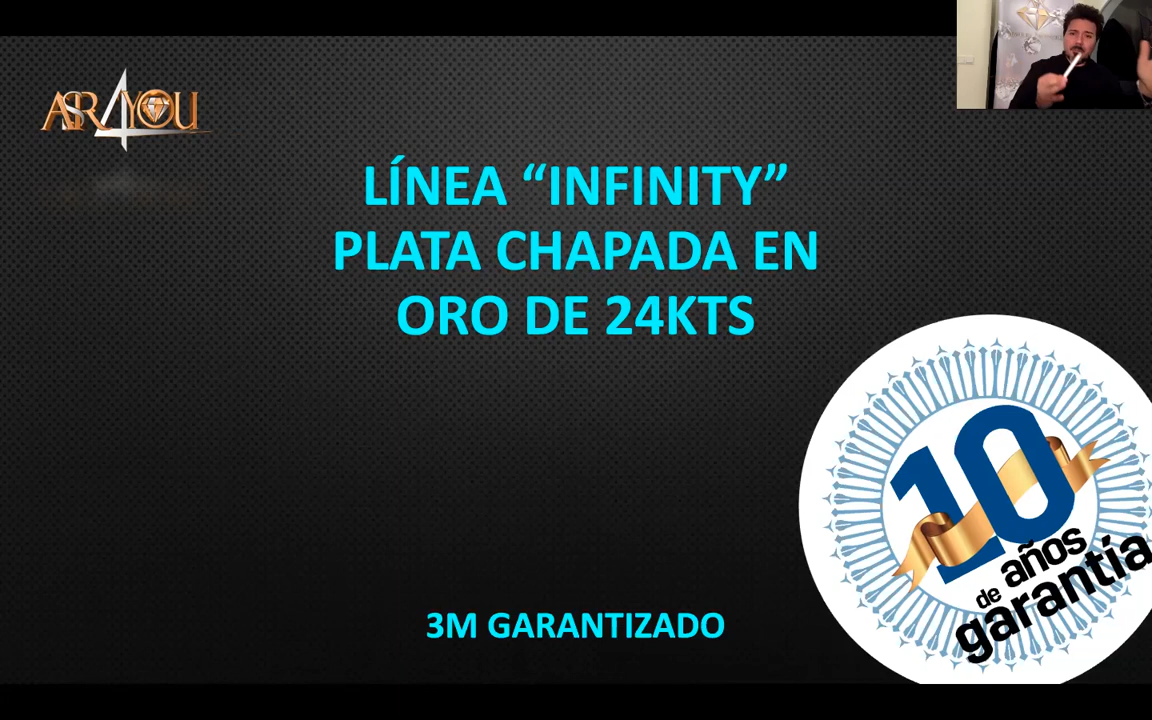 ASR4YOU
LÍNEA “INFINITY”
PLATA CHAPADA EN
ORO DE 24KTS
10
años
de
garantía
3M GARANTIZADO